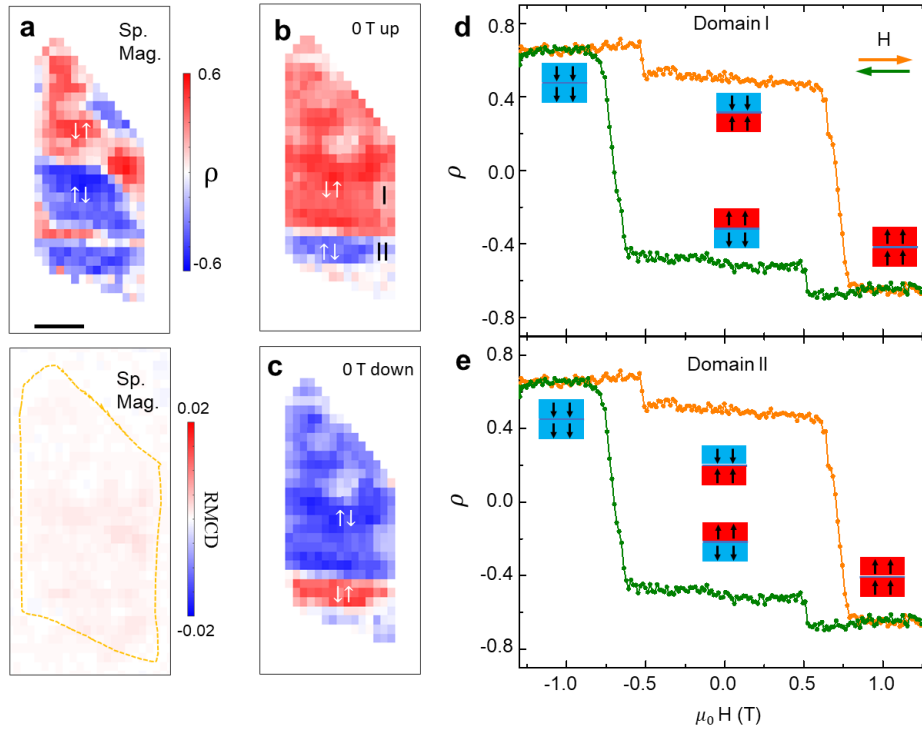 a
Sp.
Mag.
0.6
ρ
-0.6
↓↑
↑↓
b
0 T up
↓↑
I
↑↓
II
Sp.
Mag.
0.02
RMCD
-0.02
c
0 T down
↑↓
↓↑
d
Domain I
H
0.8
0.4
0.0
-0.4
-0.8
ρ
e
Domain II
0.8
0.4
0.0
-0.4
-0.8
ρ
-1.0 -0.5 0.0 0.5 1.0
μ₀ H (T)